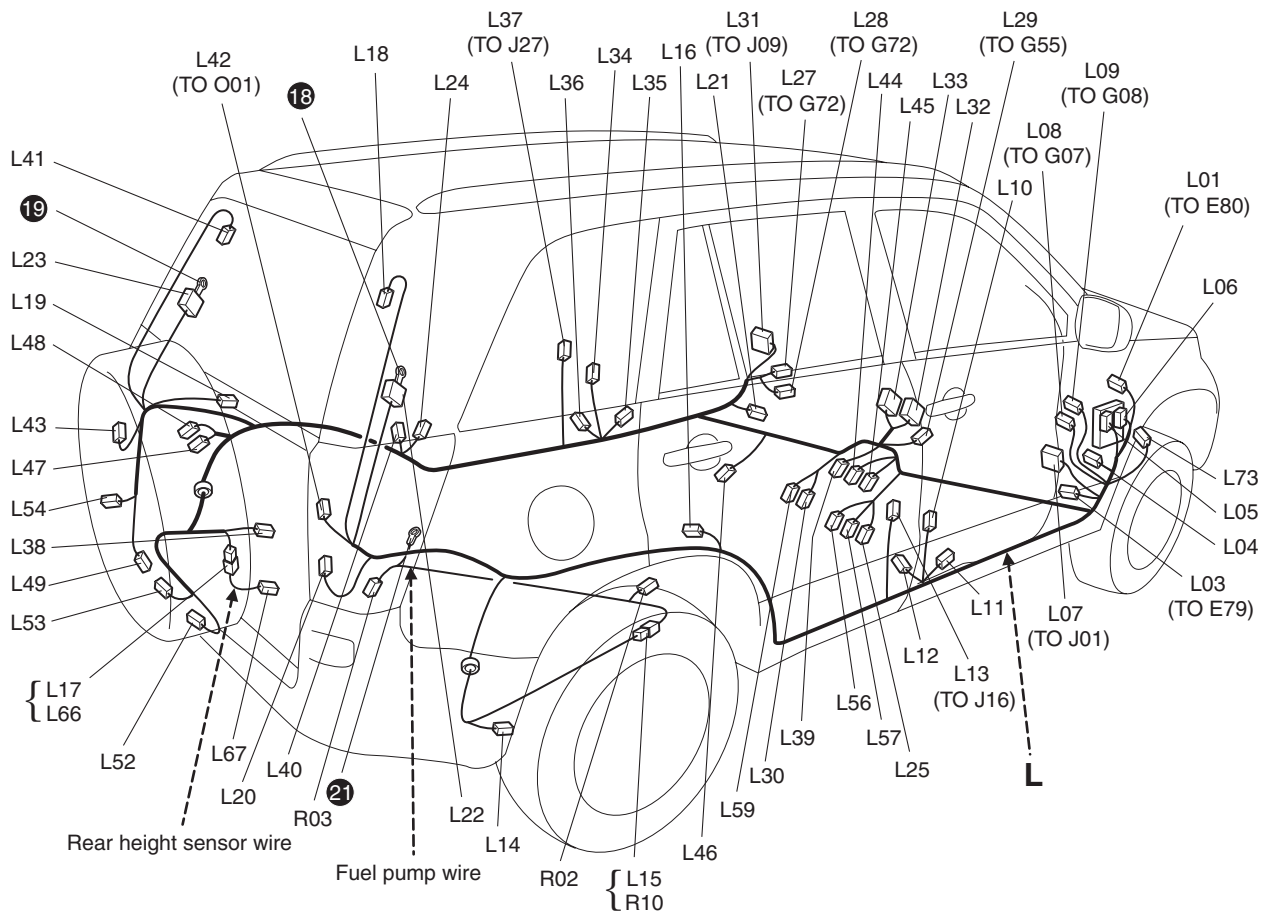 L37
(TO J27)
L31
(TO J09)
L28
(TO G72)
L29
(TO G55)
L42
(TO O01)
L18
L34
L16
L09
(TO G08)
18
L24
L36
L35
L21
L27
(TO G72)
L44
L33
L45
L32
L08
(TO G07)
L41
L10
L01
(TO E80)
19
L23
L06
L19
L48
L43
L47
L73
L54
L05
L38
L04
L49
L03
(TO E79)
L53
L11
L07
(TO J01)
L12
L13
(TO J16)
L17
L66
L56
L52
L67
L40
L39
L57
L20
21
L30
L25
L
R03
L22
L59
Rear height sensor wire
L14
L46
Fuel pump wire
R02
L15
R10